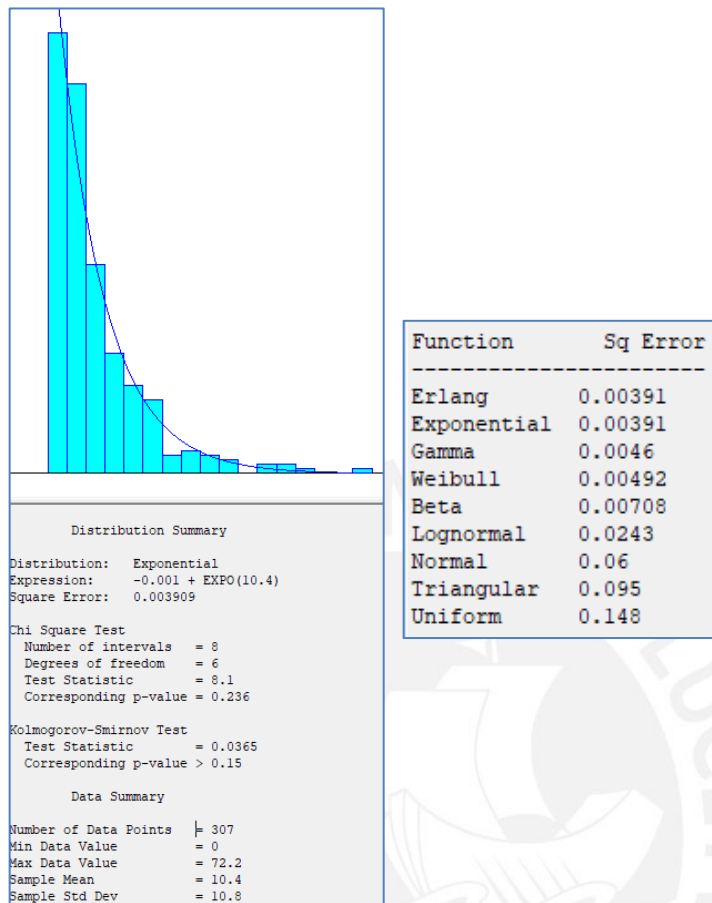 Distribution Summary
Distribution: Exponential
Expression: -0.001 + EXPO(10.4)
Square Error: 0.003909
Chi Square Test
Number of intervals = 8
Degrees of freedom = 6
Test Statistic = 8.1
Corresponding p-value = 0.236
Kolmogorov-Smirnov Test
Test Statistic = 0.0365
Corresponding p-value > 0.15
Data Summary
Number of Data Points = 307
Min Data Value = 0
Max Data Value = 72.2
Sample Mean = 10.4
Sample Std Dev = 10.8
Function Sq Error
-----------------------
Erlang 0.00391
Exponential 0.00391
Gamma 0.0046
Weibull 0.00492
Beta 0.00708
Lognormal 0.0243
Normal 0.06
Triangular 0.095
Uniform 0.148